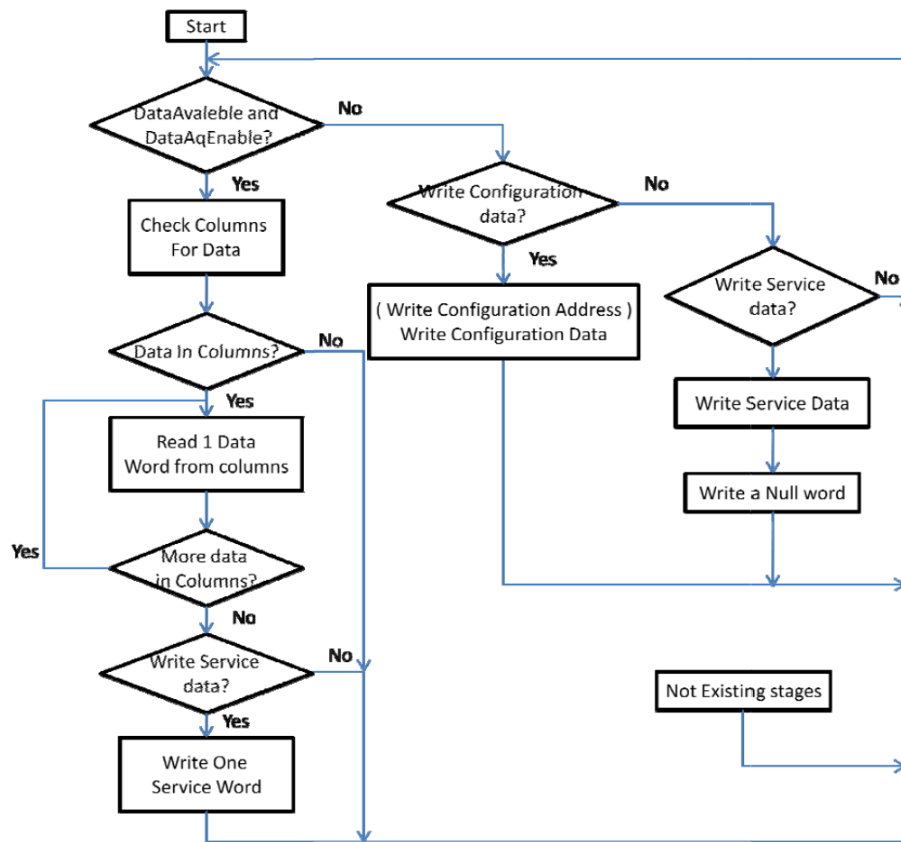 Start
DataAvaleble and
DataAqEnable?
No
Yes
Check Columns
For Data
Write Configuration
data?
No
Yes
( Write Configuration Address )
Write Configuration Data
Write Service
data?
No
Data In Columns?
No
Yes
Write Service Data
Read 1 Data
Word from columns
Write a Null word
Yes
More data
in Columns?
No
Write Service
data?
No
Yes
Not Existing stages
Write One
Service Word